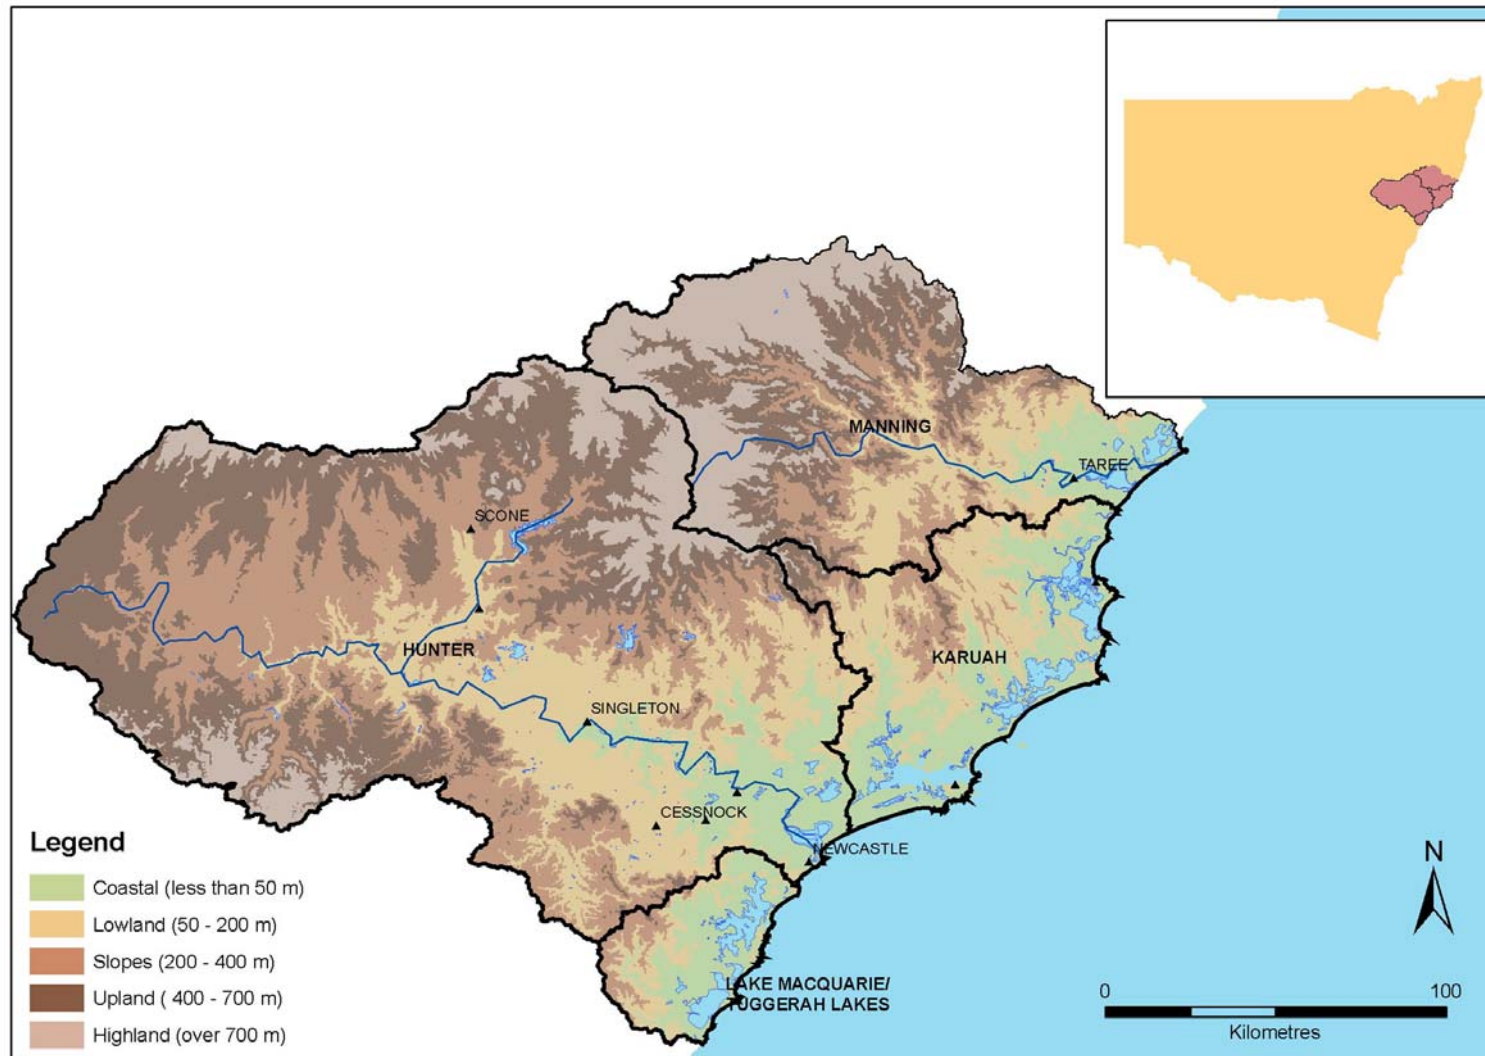 MANNING
TAREE
SCONE
HUNTER
KARUAH
SINGLETON
CESSNOCK
NEWCASTLE
LAKE MACQUARIE/
TUGGERAH LAKES
Legend
Coastal (less than 50 m)
Lowland (50 - 200 m)
Slopes (200 - 400 m)
Upland ( 400 - 700 m)
Highland (over 700 m)
N
0 100
Kilometres